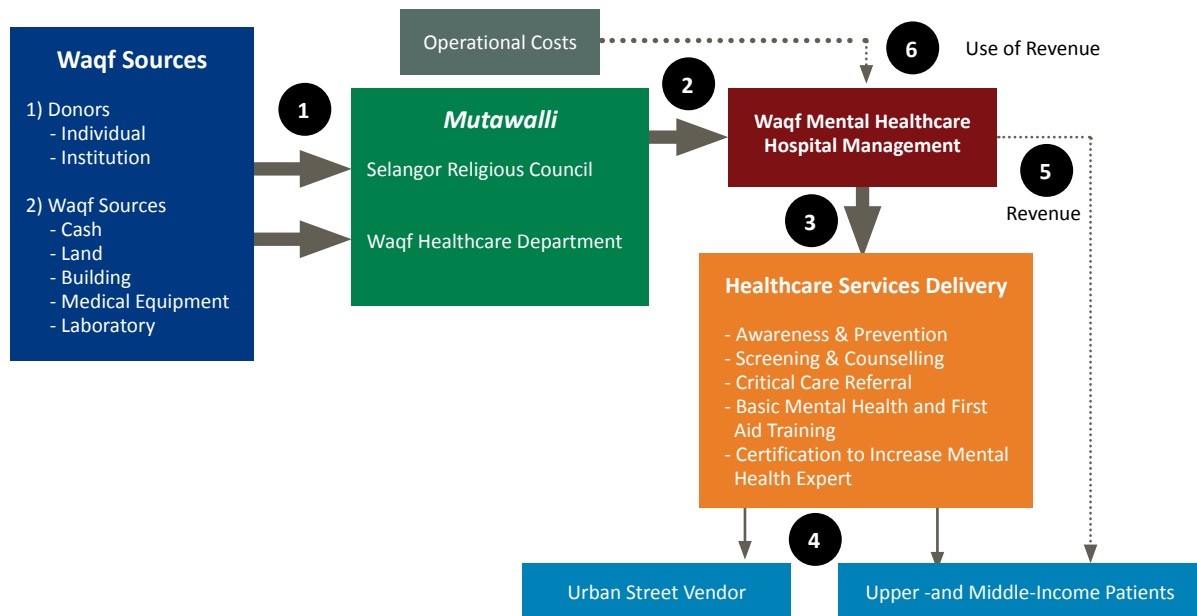 Waqf Sources
1) Donors
- Individual
- Institution
2) Waqf Sources
- Cash
- Land
- Building
- Medical Equipment
- Laboratory
1
Operational Costs
Mutawalli
Selangor Religious Council
Waqf Healthcare Department
2
6
Use of Revenue
Waqf Mental Healthcare
Hospital Management
5
Revenue
3
Healthcare Services Delivery
- Awareness & Prevention
- Screening & Counselling
- Critical Care Referral
- Basic Mental Health and First
Aid Training
- Certification to Increase Mental
Health Expert
4
Urban Street Vendor
Upper -and Middle-Income Patients